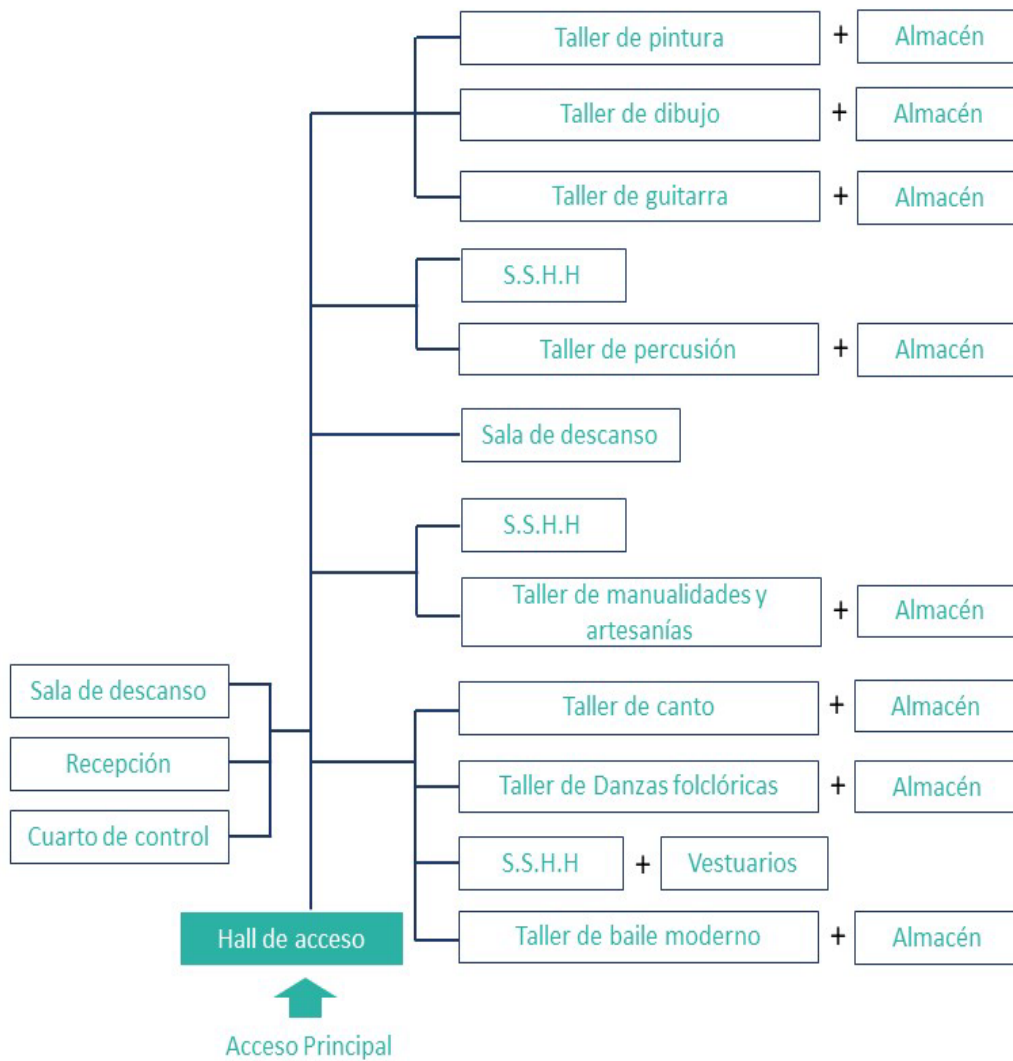 Taller de pintura + Almacén
Taller de dibujo + Almacén
Taller de guitarra + Almacén
S.S.H.H
Taller de percusión + Almacén
Sala de descanso
S.S.H.H
Taller de manualidades y
artesanías + Almacén
Sala de descanso
Recepción
Cuarto de control
Taller de canto + Almacén
Taller de Danzas folclóricas + Almacén
S.S.H.H + Vestuarios
Taller de baile moderno + Almacén
Hall de acceso
Acceso Principal